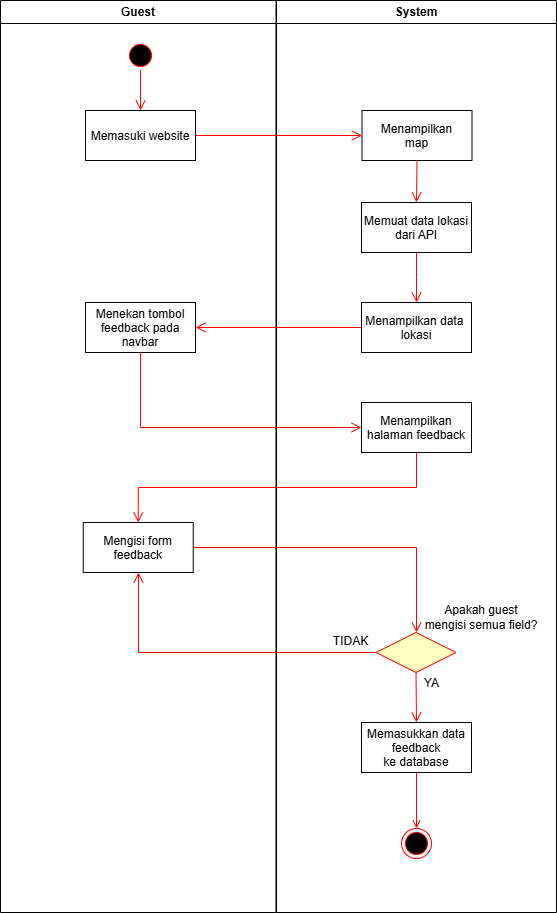 Guest
System
Memasuki website
Menampilkan
map
Memuat data lokasi
dari API
Menekan tombol
feedback pada
navbar
Menampilkan data
lokasi
Menampilkan
halaman feedback
Mengisi form
feedback
Apakah guest
mengisi semua field?
TIDAK
YA
Memasukkan data
feedback
ke database